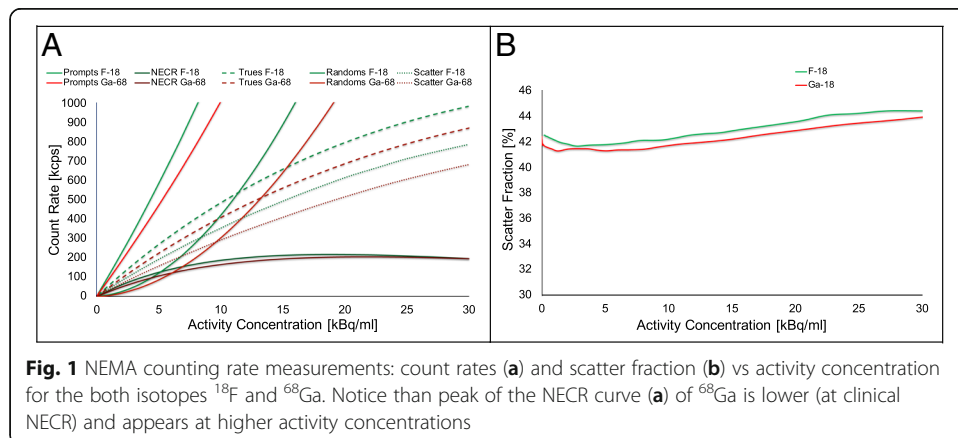 A
Prompts F-18 NECR F-18 Trues F-18 Randoms F-18 Scatter F-18
Prompts Ga-68 NECR Ga-68 Trues Ga-68 Randoms Ga-68 Scatter Ga-68
1000
900
800
700
600
500
400
300
200
100
0
Count Rate [kcps]
0 5 10 15 20 25 30
Activity Concentration [kBq/ml]
B
F-18
Ga-18
46
44
42
40
38
36
34
32
30
Scatter Fraction [%]
0 5 10 15 20 25 30
Activity Concentration [kBq/ml]
Fig. 1 NEMA counting rate measurements: count rates (a) and scatter fraction (b) vs activity concentration
for the both isotopes ¹⁸F and ⁶⁸Ga. Notice than peak of the NECR curve (a) of ⁶⁸Ga is lower (at clinical
NECR) and appears at higher activity concentrations